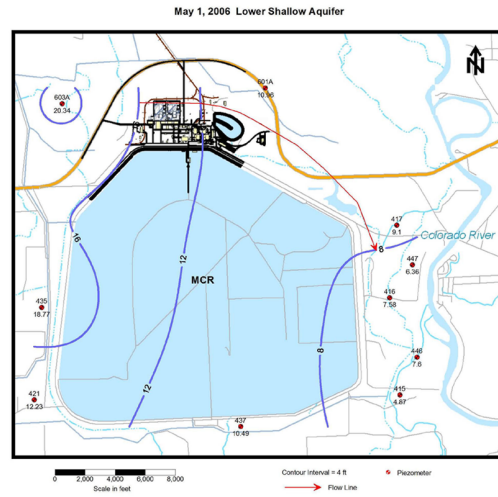 May 1, 2006 Lower Shallow Aquifer
N
601A
10.96
603A
20.34
417
9.1
Colorado River
16
8
447
6.36
12
MCR
416
7.58
435
18.77
8
446
7.6
12
415
4.87
421
12.23
437
10.49
0 2,000 4,000 6,000 8,000
Scale in feet
Contour Interval = 4 ft
Piezometer
Flow Line